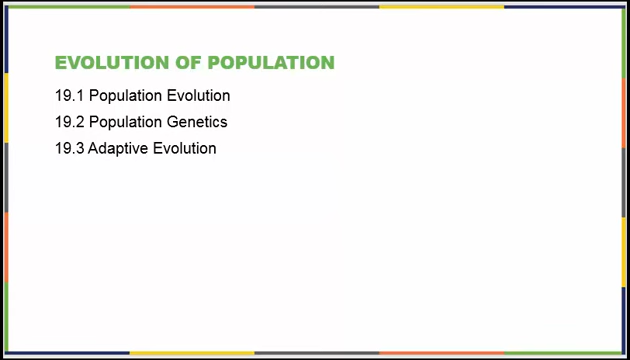 EVOLUTION OF POPULATION
19.1 Population Evolution
19.2 Population Genetics
19.3 Adaptive Evolution